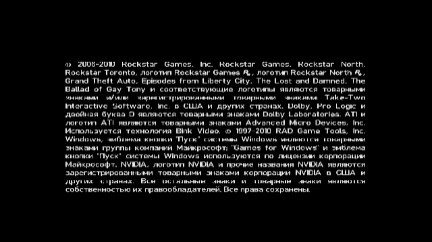 © 2008-2010 Rockstar Games, Inc. Rockstar Games, Rockstar North,
Rockstar Toronto, логотип Rockstar Games R★, логотип Rockstar North R★,
Grand Theft Auto, Episodes from Liberty City, The Lost and Damned, The
Ballad of Gay Tony и соответствующие логотипы являются товарными
знаками и/или зарегистрированными товарными знаками Take-Two
Interactive Software, Inc. в США и других странах. Dolby, Pro Logic и
двойная буква D являются товарными знаками Dolby Laboratories. ATI и
логотип ATI являются товарными знаками Advanced Micro Devices, Inc.
Используется технология Bink Video. © 1997-2010 RAD Game Tools, Inc.
Windows, эмблема кнопки "Пуск" системы Windows являются товарными
знаками группы компаний Майкрософт; "Games for Windows" и эмблема
кнопки "Пуск" системы Windows используются по лицензии корпорации
Майкрософт. NVIDIA, логотип NVIDIA и прочие названия NVIDIA являются
зарегистрированными товарными знаками корпорации NVIDIA в США и
других странах. Все остальные знаки и товарные знаки являются
собственностью их правообладателей. Все права сохранены.